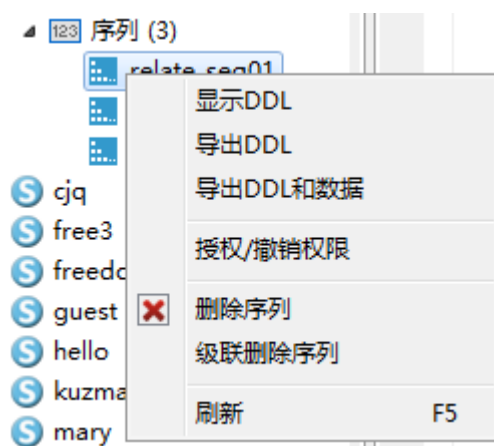 123 序列 (3)
relate_seq01
显示DDL
导出DDL
导出DDL和数据
授权/撤销权限
删除序列
级联删除序列
刷新 F5
S cjq
S free3
S
S guest
S hello
S
S mary